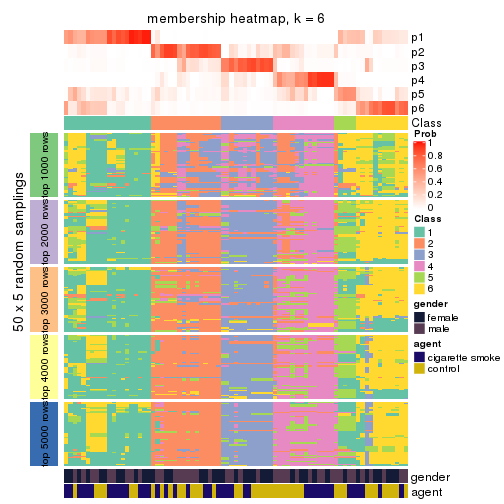 membership heatmap, k = 6
p1
p2
p3
p4
p5
p6
Class
50 x 5 random samplings
top 1000 rows
top 2000 rows
top 3000 rows
top 4000 rows
top 5000 rows
Prob
1
0.8
0.6
0.4
0.2
0
Class
1
2
3
4
5
6
gender
female
male
agent
cigarette smoke
control
gender
agent